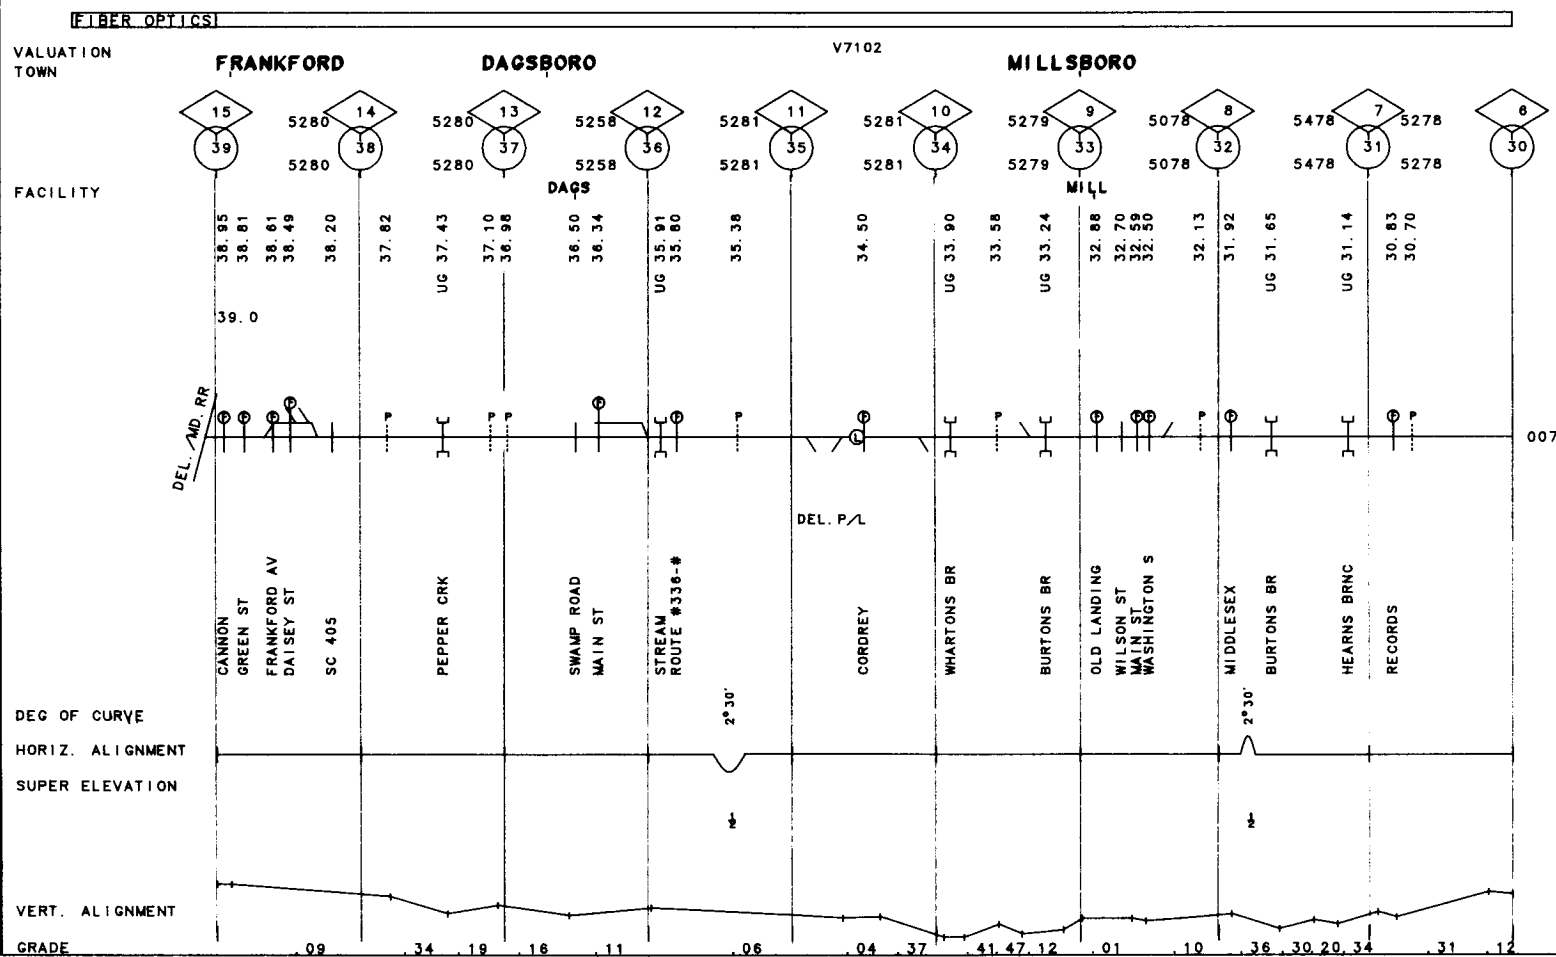 FIBER OPTICS
VALUATION V7102
TOWN FRANKFORD DAGSBORO MILLSBORO
15 14 13 12 11 10 9 8 7 6
5280 5280 5258 5281 5281 5279 5078 5478 5278
39 38 37 36 35 34 33 32 31 30
5280 5280 5258 5281 5281 5279 5078 5478 5278
FACILITY DAGS MILL
38.95
38.81
38.61
38.49
38.20
37.82
UG 37.43
37.10
36.98
36.50
36.34
UG 35.91
35.80
35.38
34.50
UG 33.90
33.58
UG 33.24
32.88
32.70
32.59
32.50
32.13
31.92
UG 31.65
UG 31.14
30.83
30.70
39.0
DEL./MD. RR
F F F F P P P F F P L F P F F F P F F P
007
DEL. P/L
CANNON
GREEN ST
FRANKFORD AV
DAISEY ST
SC 405
PEPPER CRK
SWAMP ROAD
MAIN ST
STREAM
ROUTE #336-#
CORDREY
WHARTONS BR
BURTONS BR
OLD LANDING
WILSON ST
MAIN ST
WASHINGTON S
MIDDLESEX
BURTONS BR
HEARNS BRNC
RECORDS
DEG OF CURVE 2°30' 2°30'
HORIZ. ALIGNMENT
SUPER ELEVATION
½ ½
VERT. ALIGNMENT
GRADE .09 .34 .19 .16 .11 .06 .04 .37 .41 .47 .12 .01 .10 .36 .30 .20 .34 .31 .12